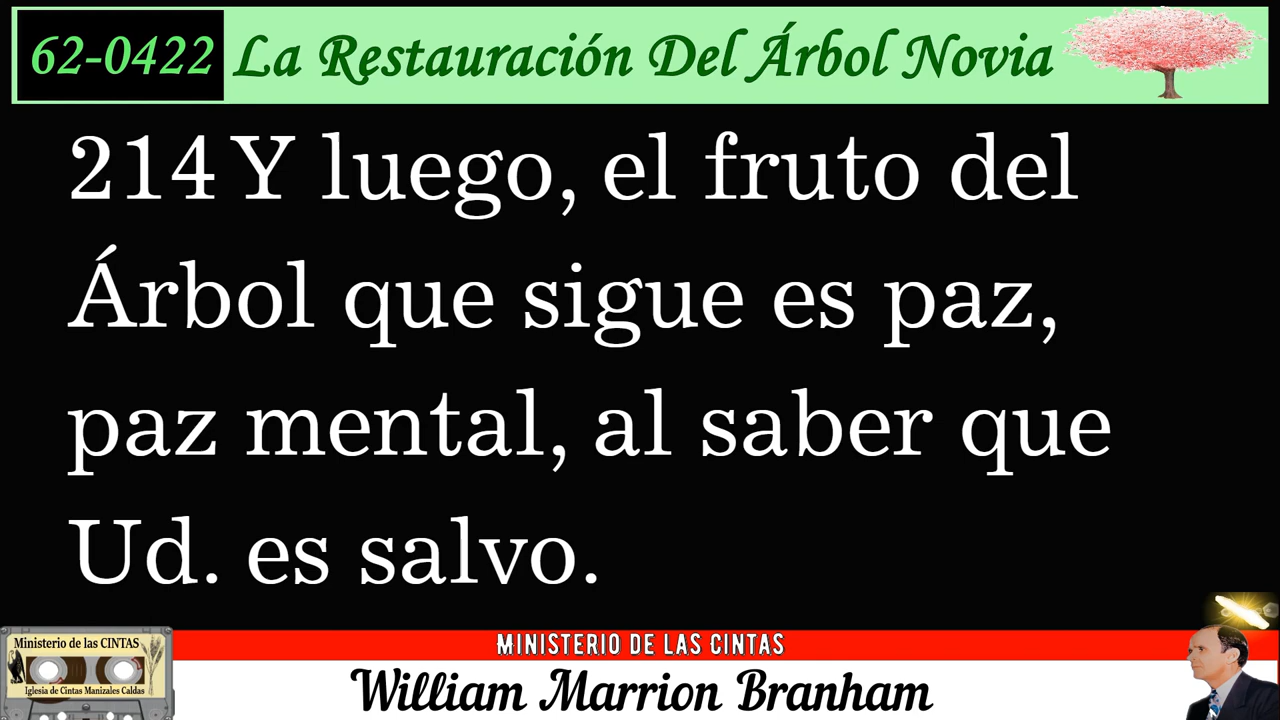 62-0422 La Restauración Del Árbol Novia
214 Y luego, el fruto del
Árbol que sigue es paz,
paz mental, al saber que
Ud. es salvo.
MINISTERIO DE LAS CINTAS
Ministerio de las CINTAS
Iglesia de Cintas Manizales Caldas
William Marrion Branham